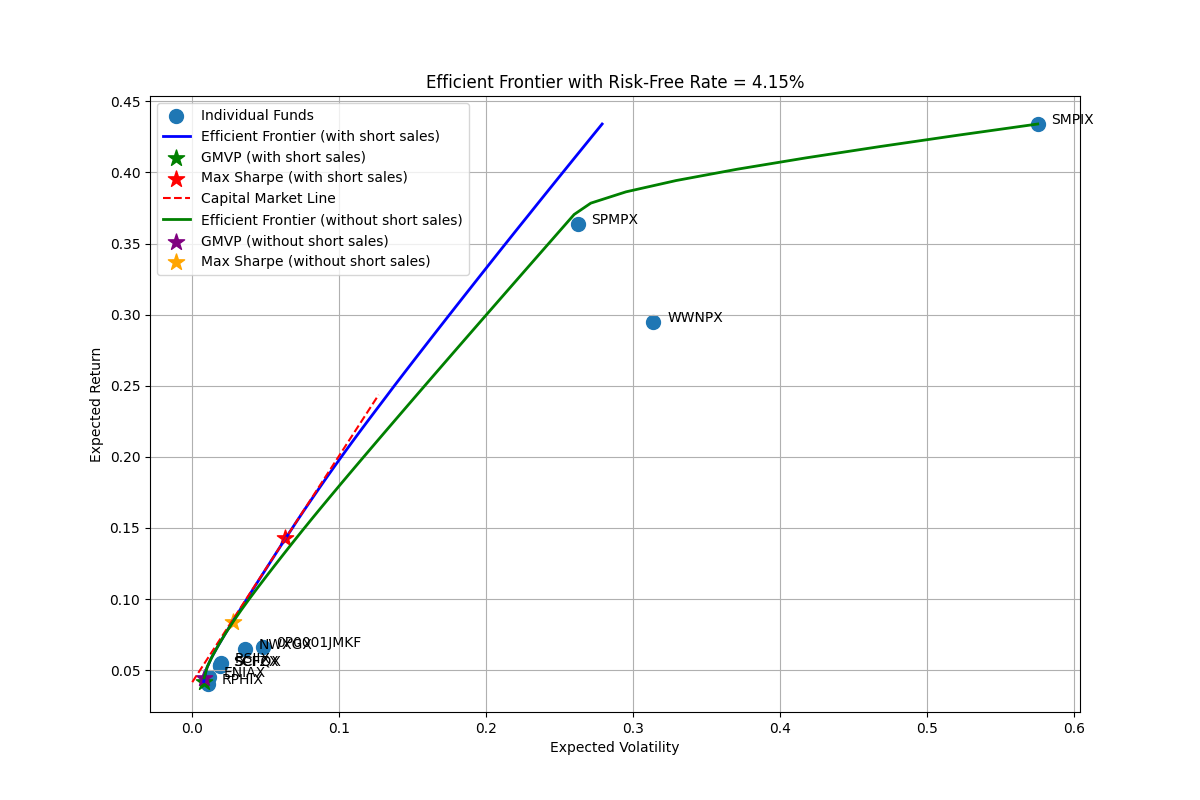 Efficient Frontier with Risk-Free Rate = 4.15%
Individual Funds
Efficient Frontier (with short sales)
GMVP (with short sales)
Max Sharpe (with short sales)
Capital Market Line
Efficient Frontier (without short sales)
GMVP (without short sales)
Max Sharpe (without short sales)
0.45
0.40
0.35
0.30
0.25
0.20
0.15
0.10
0.05
Expected Return
SMPIX
SPMPX
WWNPX
0P0001JMKF
NWXGX
ENIAX
RPHIX
0.0
0.1
0.2
0.3
0.4
0.5
0.6
Expected Volatility